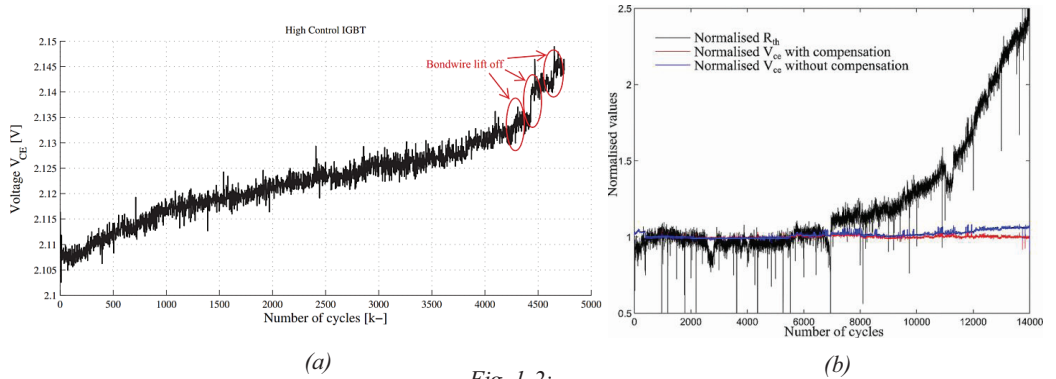 High Control IGBT
2.15
2.145
2.14
2.135
2.13
2.125
2.12
2.115
2.11
2.105
2.1
Voltage V_CE [V]
Bondwire lift off
0
500
1000
1500
2000
2500
3000
3500
4000
4500
5000
Number of cycles [k-]
(a)
2.5
2
1.5
1
0.5
Normalised values
Normalised R_th
Normalised V_ce with compensation
Normalised V_ce without compensation
0
2000
4000
6000
8000
10000
12000
14000
Number of cycles
(b)
Fig. 1.2: